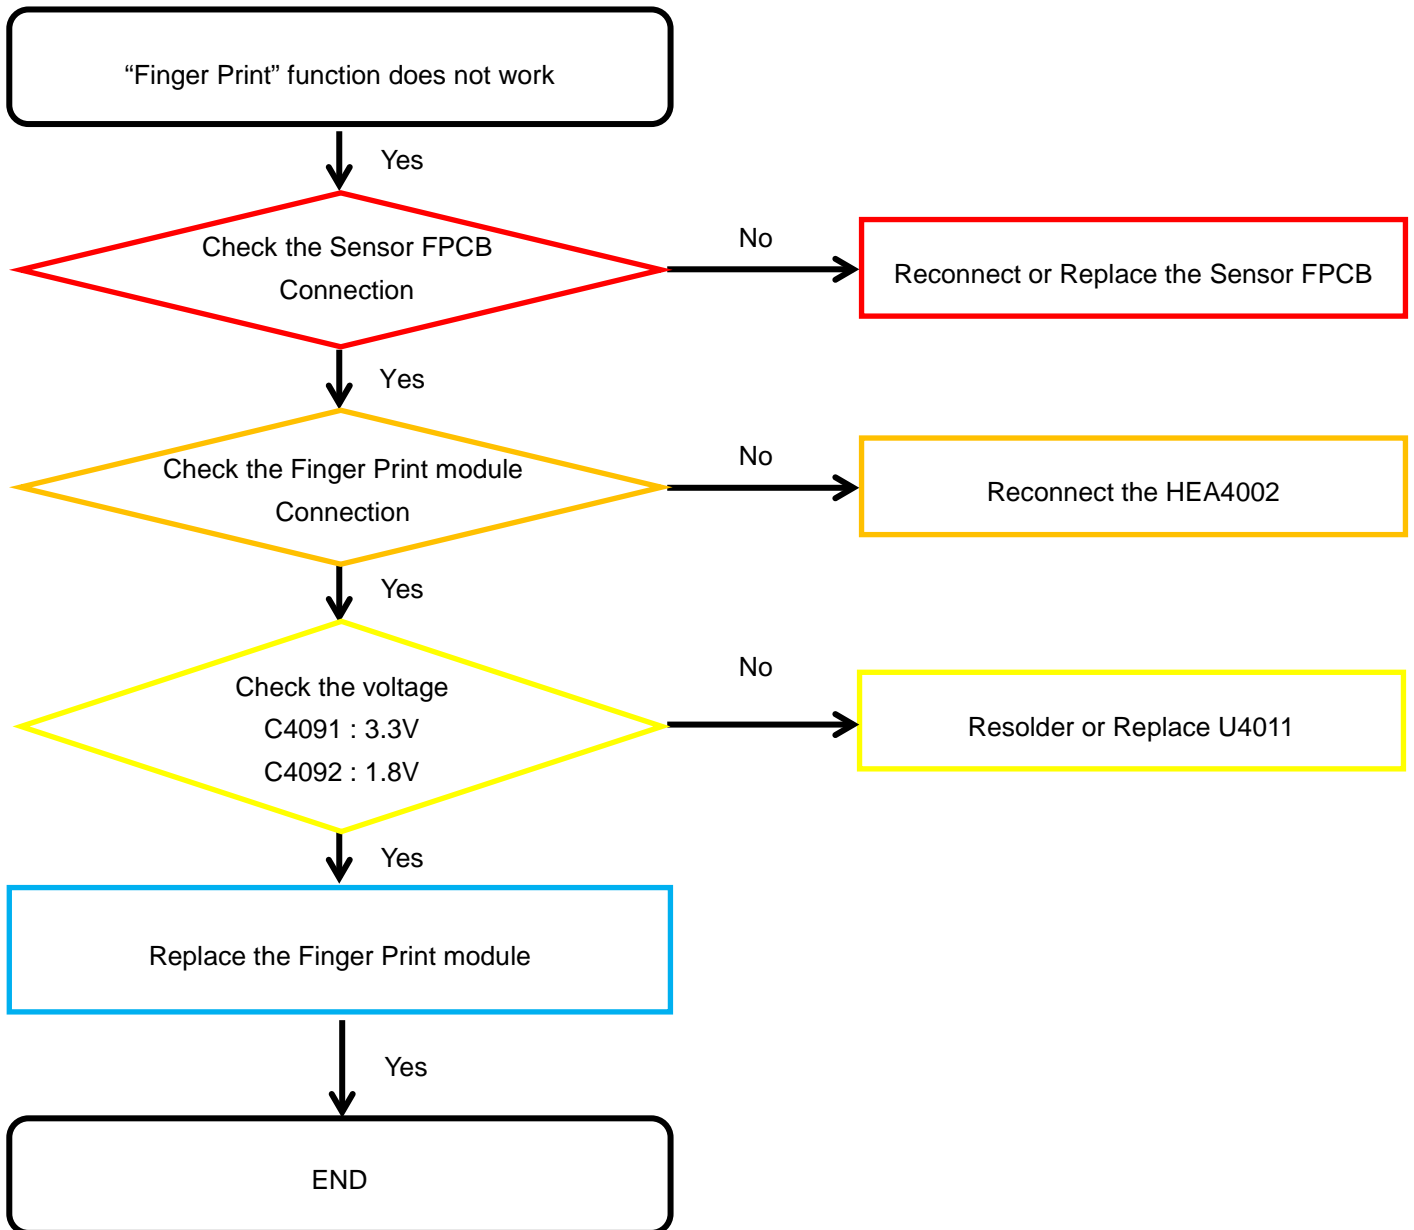 “Finger Print” function does not work
Yes
Check the Sensor FPCB
Connection
No
Reconnect or Replace the Sensor FPCB
Yes
Check the Finger Print module
Connection
No
Reconnect the HEA4002
Yes
Check the voltage
C4091 : 3.3V
C4092 : 1.8V
No
Resolder or Replace U4011
Yes
Replace the Finger Print module
Yes
END